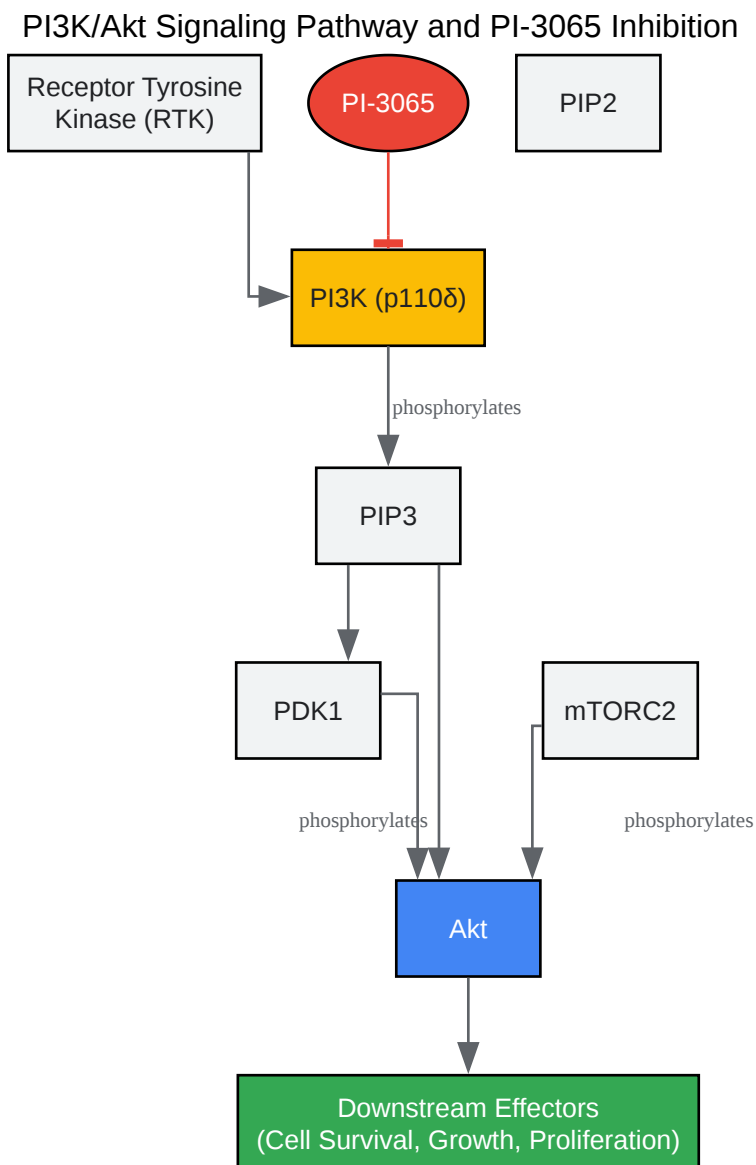 PI3K/Akt Signaling Pathway and PI-3065 Inhibition
Receptor Tyrosine
Kinase (RTK)
PI-3065
PIP2
PI3K (p110δ)
phosphorylates
PIP3
PDK1
mTORC2
phosphorylates
phosphorylates
Akt
Downstream Effectors
(Cell Survival, Growth, Proliferation)